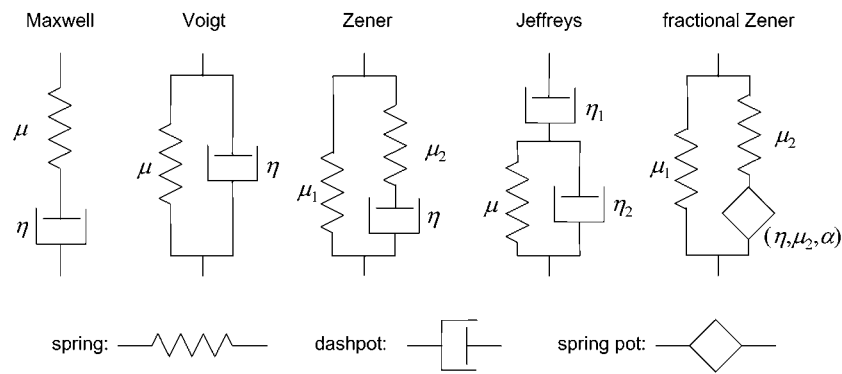 Maxwell Voigt Zener Jeffreys fractional Zener
μ η
μ η
μ₁ μ₂ η
η₁ μ η₂
μ₁ μ₂ (η,μ₂,α)
spring: dashpot: spring pot: